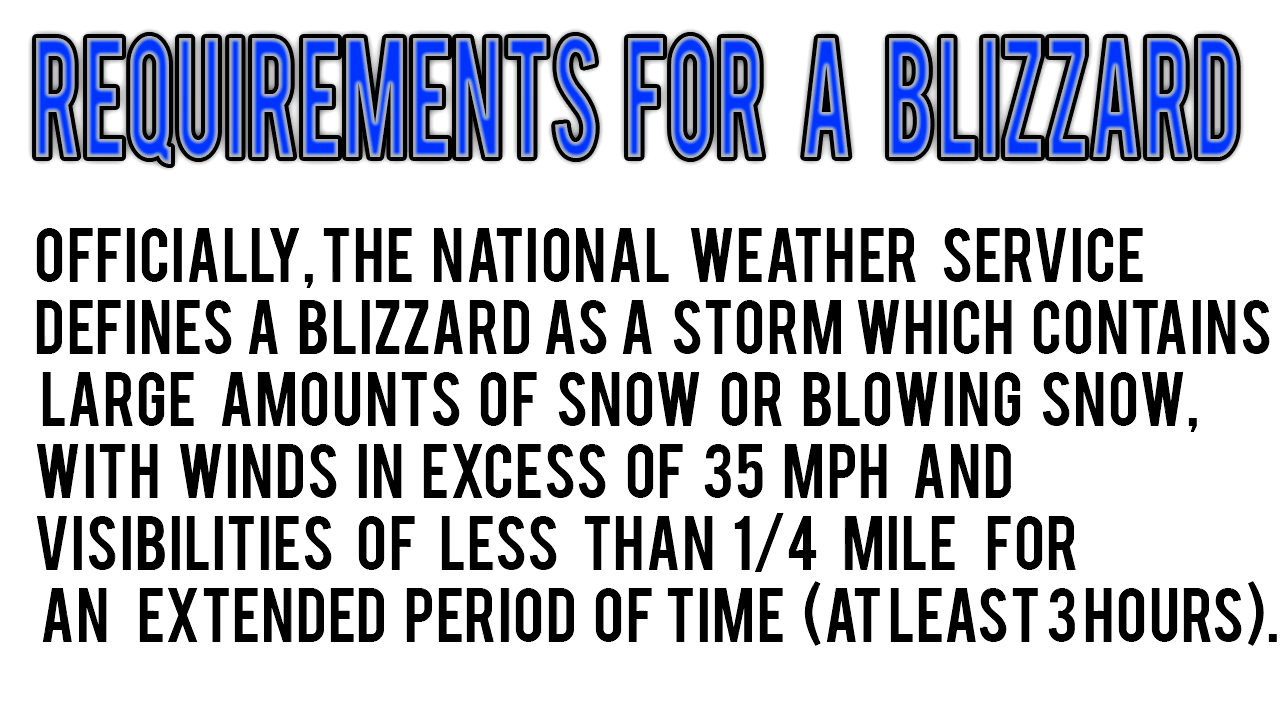 REQUIREMENTS FOR A BLIZZARD
OFFICIALLY, THE NATIONAL WEATHER SERVICE
DEFINES A BLIZZARD AS A STORM WHICH CONTAINS
LARGE AMOUNTS OF SNOW OR BLOWING SNOW,
WITH WINDS IN EXCESS OF 35 MPH AND
VISIBILITIES OF LESS THAN 1/4 MILE FOR
AN EXTENDED PERIOD OF TIME (AT LEAST 3 HOURS).